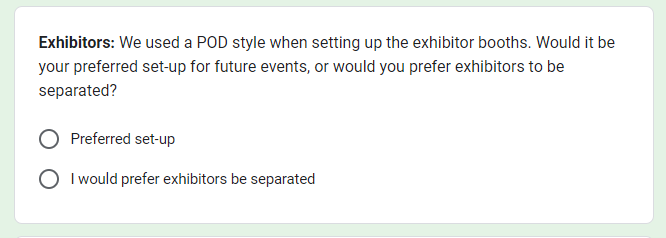 Exhibitors: We used a POD style when setting up the exhibitor booths. Would it be
your preferred set-up for future events, or would you prefer exhibitors to be
separated?
Preferred set-up
I would prefer exhibitors be separated